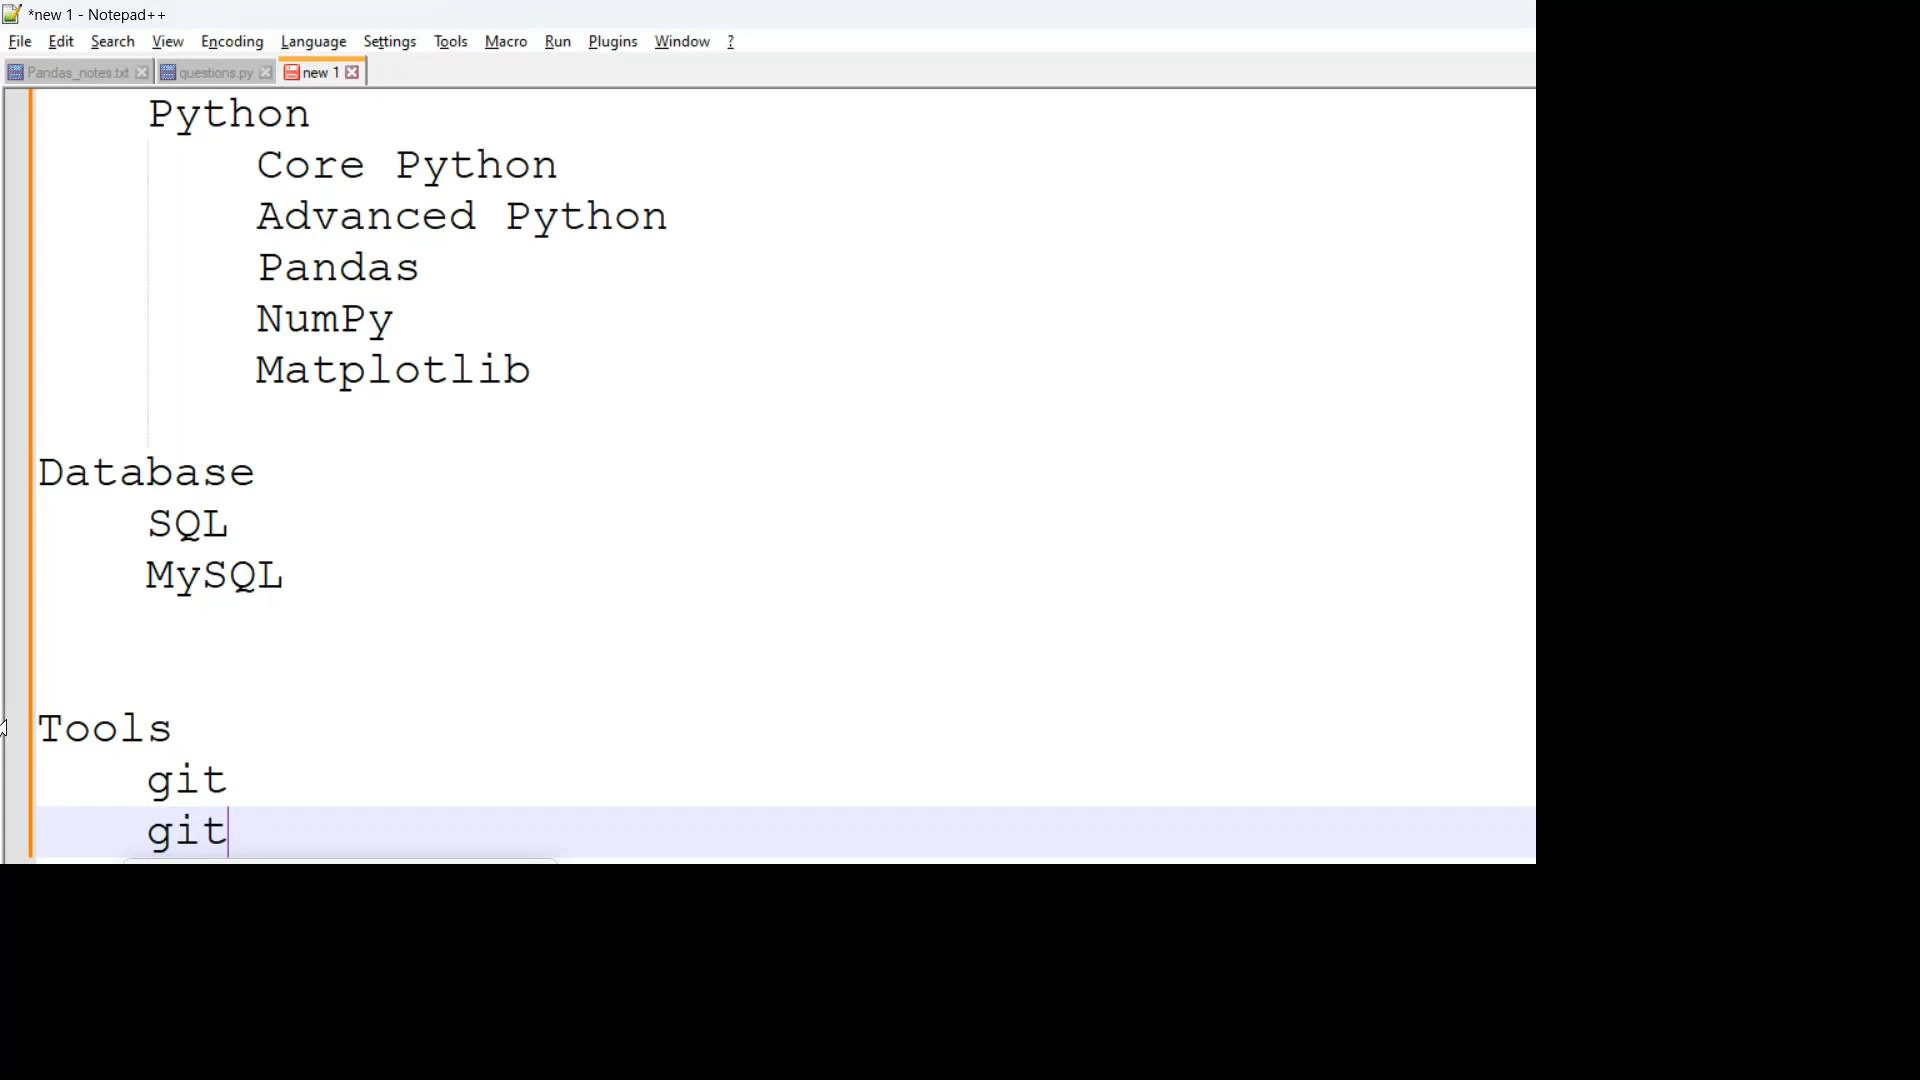 *new 1 - Notepad++
File Edit Search View Encoding Language Settings Tools Macro Run Plugins Window ?
Pandas_notes.txt questions.py new 1
Python
Core Python
Advanced Python
Pandas
NumPy
Matplotlib
Database
SQL
MySQL
Tools
git
git